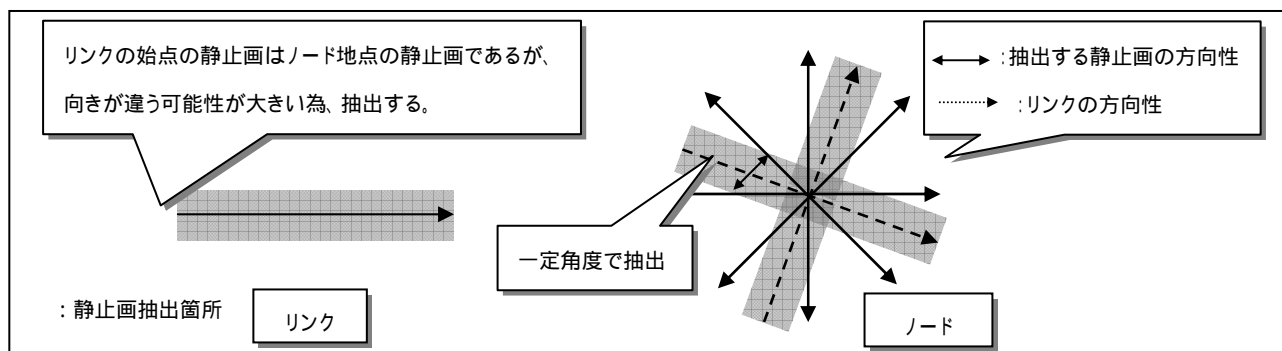 リンクの始点の静止画はノード地点の静止画であるが、
向きが違う可能性が大きい為、抽出する。
:抽出する静止画の方向性
:リンクの方向性
一定角度で抽出
:静止画抽出箇所
リンク
ノード